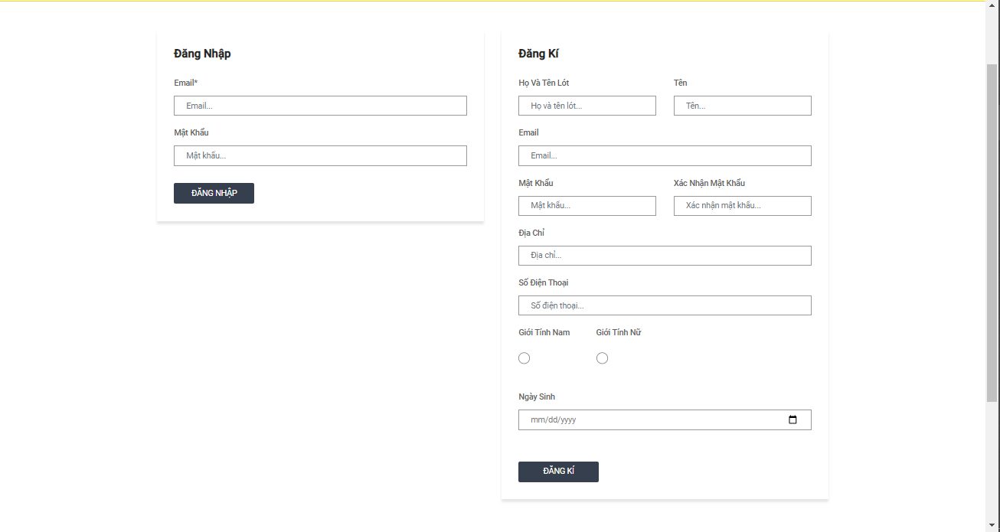 Đăng Nhập
Email*
Email...
Mật Khẩu
Mật khẩu...
ĐĂNG NHẬP
Đăng Kí
Họ Và Tên Lót Tên
Họ và tên lót... Tên...
Email
Email...
Mật Khẩu Xác Nhận Mật Khẩu
Mật khẩu... Xác nhận mật khẩu...
Địa Chỉ
Địa chỉ...
Số Điện Thoại
Số điện thoại...
Giới Tính Nam Giới Tính Nữ
Ngày Sinh
mm/dd/yyyy
ĐĂNG KÍ